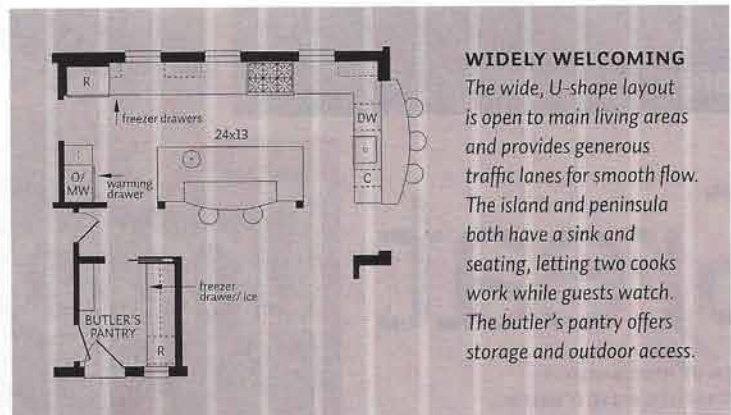 R
freezer drawers
24x13
O/
MW
warming
drawer
DW
C
freezer
drawer/ice
BUTLER'S
PANTRY
R
WIDELY WELCOMING
The wide, U-shape layout
is open to main living areas
and provides generous
traffic lanes for smooth flow.
The island and peninsula
both have a sink and
seating, letting two cooks
work while guests watch.
The butler's pantry offers
storage and outdoor access.